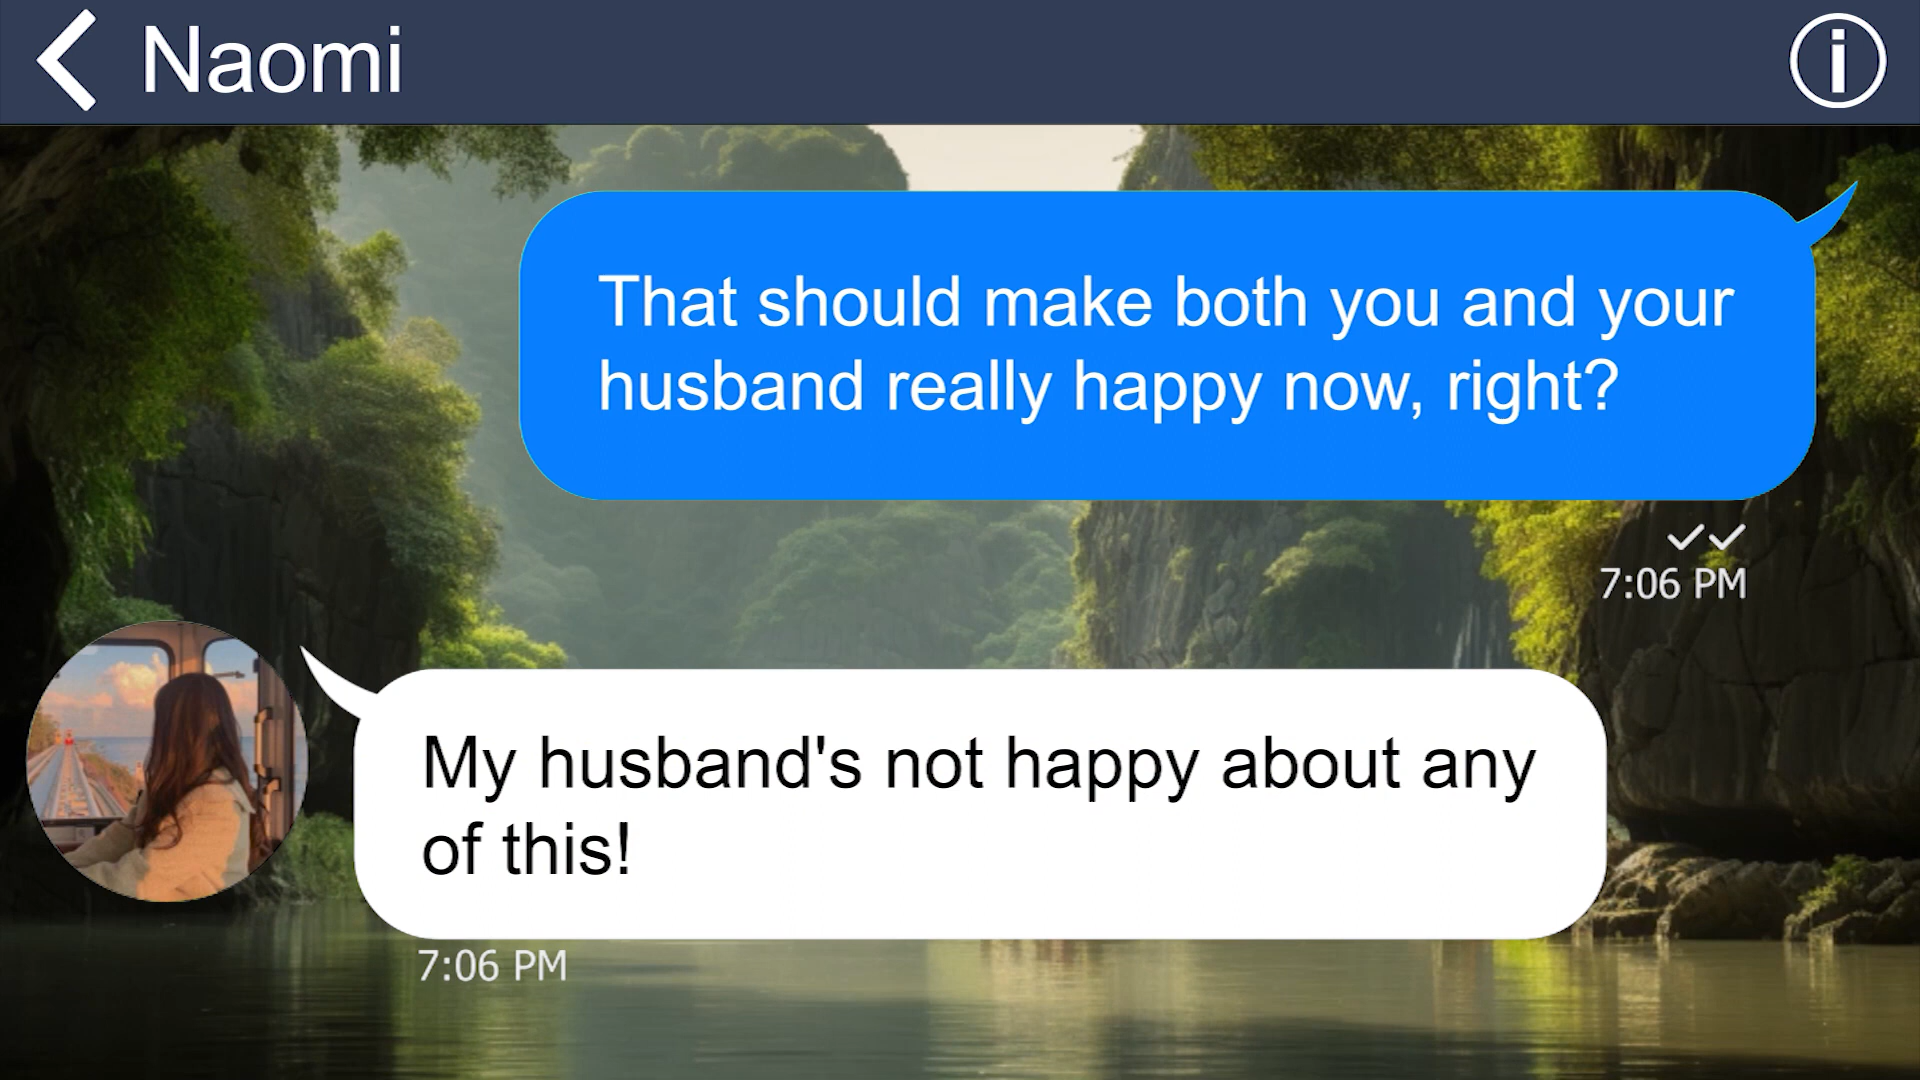 Naomi
That should make both you and your
husband really happy now, right?
7:06 PM
My husband's not happy about any
of this!
7:06 PM